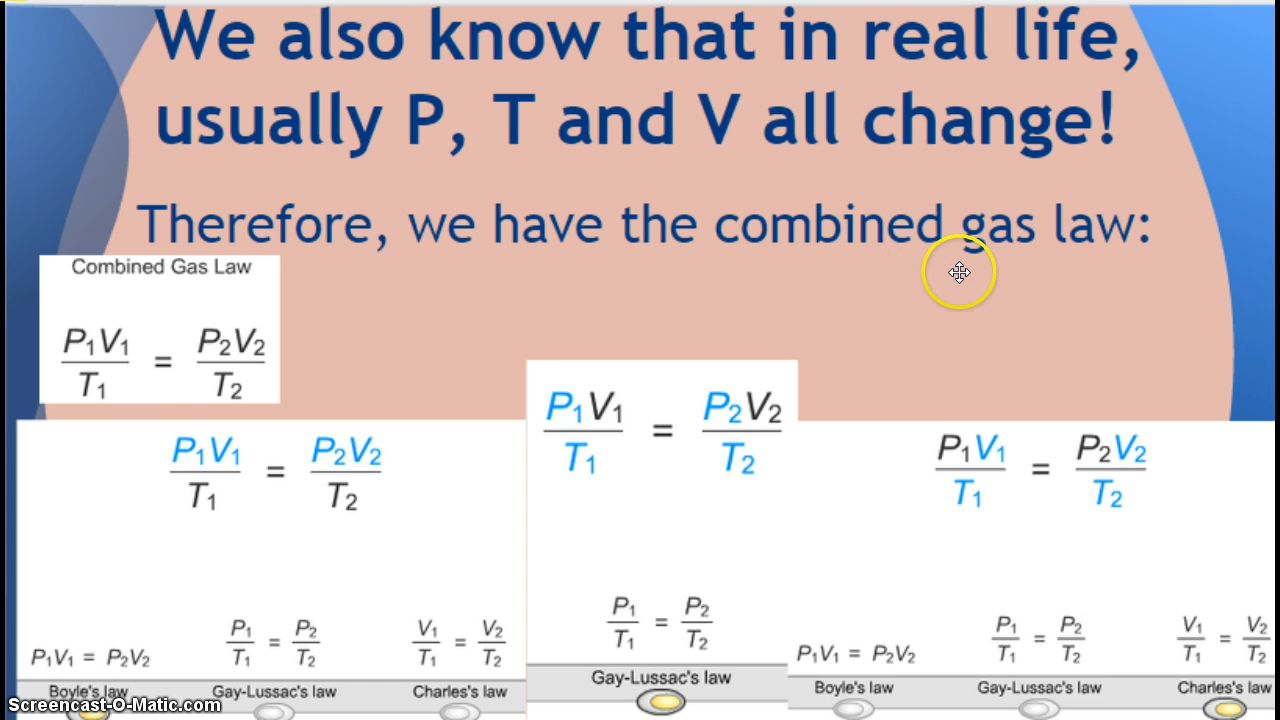 We also know that in real life,
usually P, T and V all change!
Therefore, we have the combined gas law:
Combined Gas Law
P₁V₁/T₁ = P₂V₂/T₂
P₁V₁/T₁ = P₂V₂/T₂
P₁V₁ = P₂V₂
P₁/T₁ = P₂/T₂
V₁/T₁ = V₂/T₂
Boyle's law
Gay-Lussac's law
Charles's law
P₁V₁/T₁ = P₂V₂/T₂
P₁/T₁ = P₂/T₂
Gay-Lussac's law
P₁V₁/T₁ = P₂V₂/T₂
P₁V₁ = P₂V₂
P₁/T₁ = P₂/T₂
V₁/T₁ = V₂/T₂
Boyle's law
Gay-Lussac's law
Charles's law
Screencast-O-Matic.com